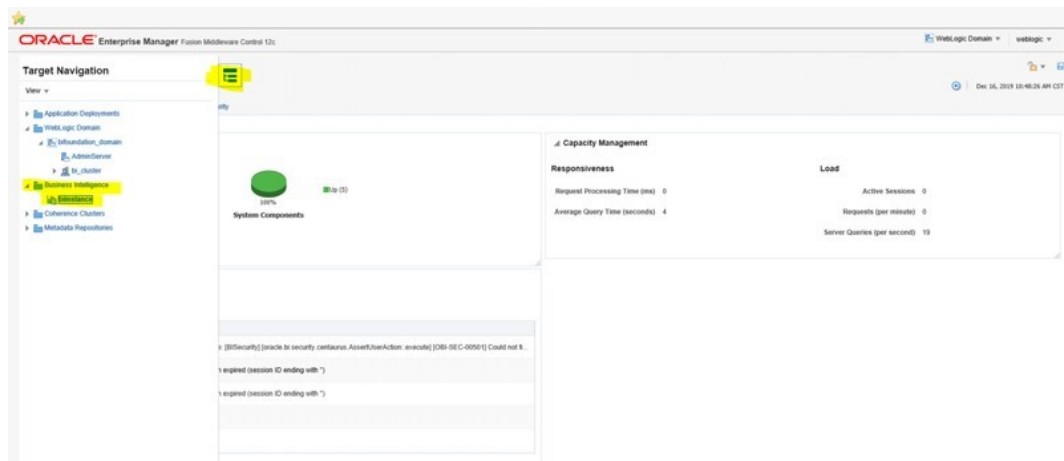 ORACLE Enterprise Manager Fusion Middleware Control 12c
WebLogic Domain
weblogic
Target Navigation
View
Application Deployments
WebLogic Domain
bifoundation_domain
AdminServer
bi_cluster
Business Intelligence
biinstance
Coherence Clusters
Metadata Repositories
Dec 16, 2019 10:48:26 AM CST
100%
Up (5)
System Components
Capacity Management
Responsiveness
Request Processing Time (ms) 0
Average Query Time (seconds) 4
Load
Active Sessions 0
Requests (per minute) 0
Server Queries (per second) 19
[BISecurity] [oracle.bi.security.centaurus.AssertUserAction: execute] [OBI-SEC-00501] Could not fi...
expired (session ID ending with '')
expired (session ID ending with '')